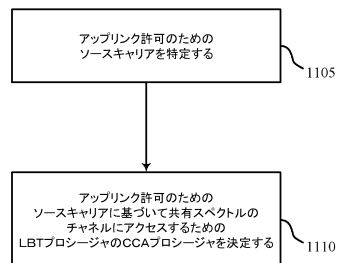 アップリンク許可のための
ソースキャリアを特定する
1105
アップリンク許可のための
ソースキャリアに基づいて共有スペクトルの
チャネルにアクセスするための
LBTプロシージャのCCAプロシージャを決定する
1110